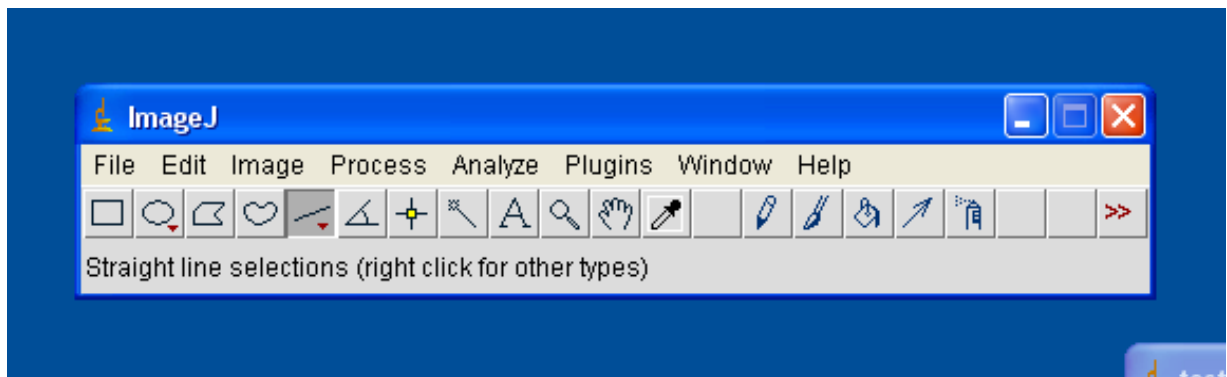 ImageJ
File Edit Image Process Analyze Plugins Window Help
A >>
Straight line selections (right click for other types)